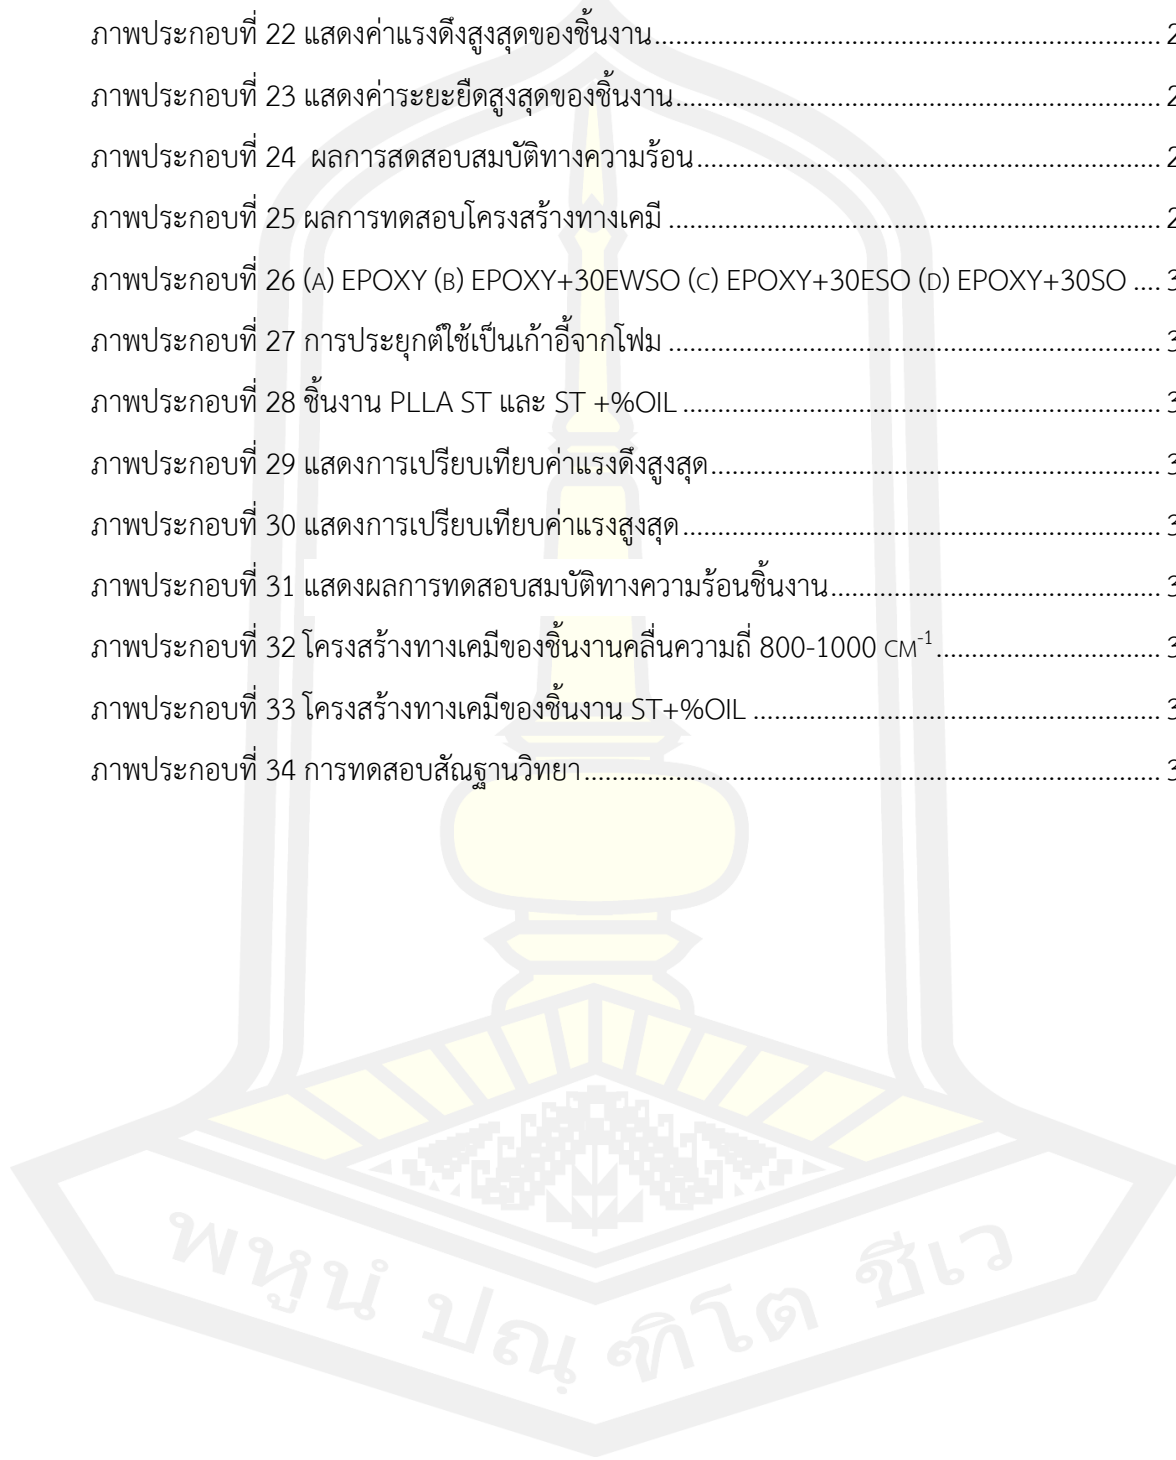 ภาพประกอบที่ 22 แสดงค่าแรงดึงสูงสุดของชิ้นงาน.......................................................................... 2
ภาพประกอบที่ 23 แสดงค่าระยะยืดสูงสุดของชิ้นงาน....................................................................... 2
ภาพประกอบที่ 24 ผลการสดสอบสมบัติทางความร้อน.................................................................... 2
ภาพประกอบที่ 25 ผลการทดสอบโครงสร้างทางเคมี ........................................................................ 2
ภาพประกอบที่ 26 (A) EPOXY (B) EPOXY+30EWSO (C) EPOXY+30ESO (D) EPOXY+30SO .... 3
ภาพประกอบที่ 27 การประยุกต์ใช้เป็นเก้าอี้จากโฟม ........................................................................ 3
ภาพประกอบที่ 28 ชิ้นงาน PLLA ST และ ST +%OIL ...................................................................... 3
ภาพประกอบที่ 29 แสดงการเปรียบเทียบค่าแรงดึงสูงสุด.................................................................. 3
ภาพประกอบที่ 30 แสดงการเปรียบเทียบค่าแรงสูงสุด...................................................................... 3
ภาพประกอบที่ 31 แสดงผลการทดสอบสมบัติทางความร้อนชิ้นงาน................................................. 3
ภาพประกอบที่ 32 โครงสร้างทางเคมีของชิ้นงานคลื่นความถี่ 800-1000 CM⁻¹................................. 3
ภาพประกอบที่ 33 โครงสร้างทางเคมีของชิ้นงาน ST+%OIL ............................................................ 3
ภาพประกอบที่ 34 การทดสอบสัณฐานวิทยา................................................................................... 3
พหูนํ ปณฺฑิโต ชีเว